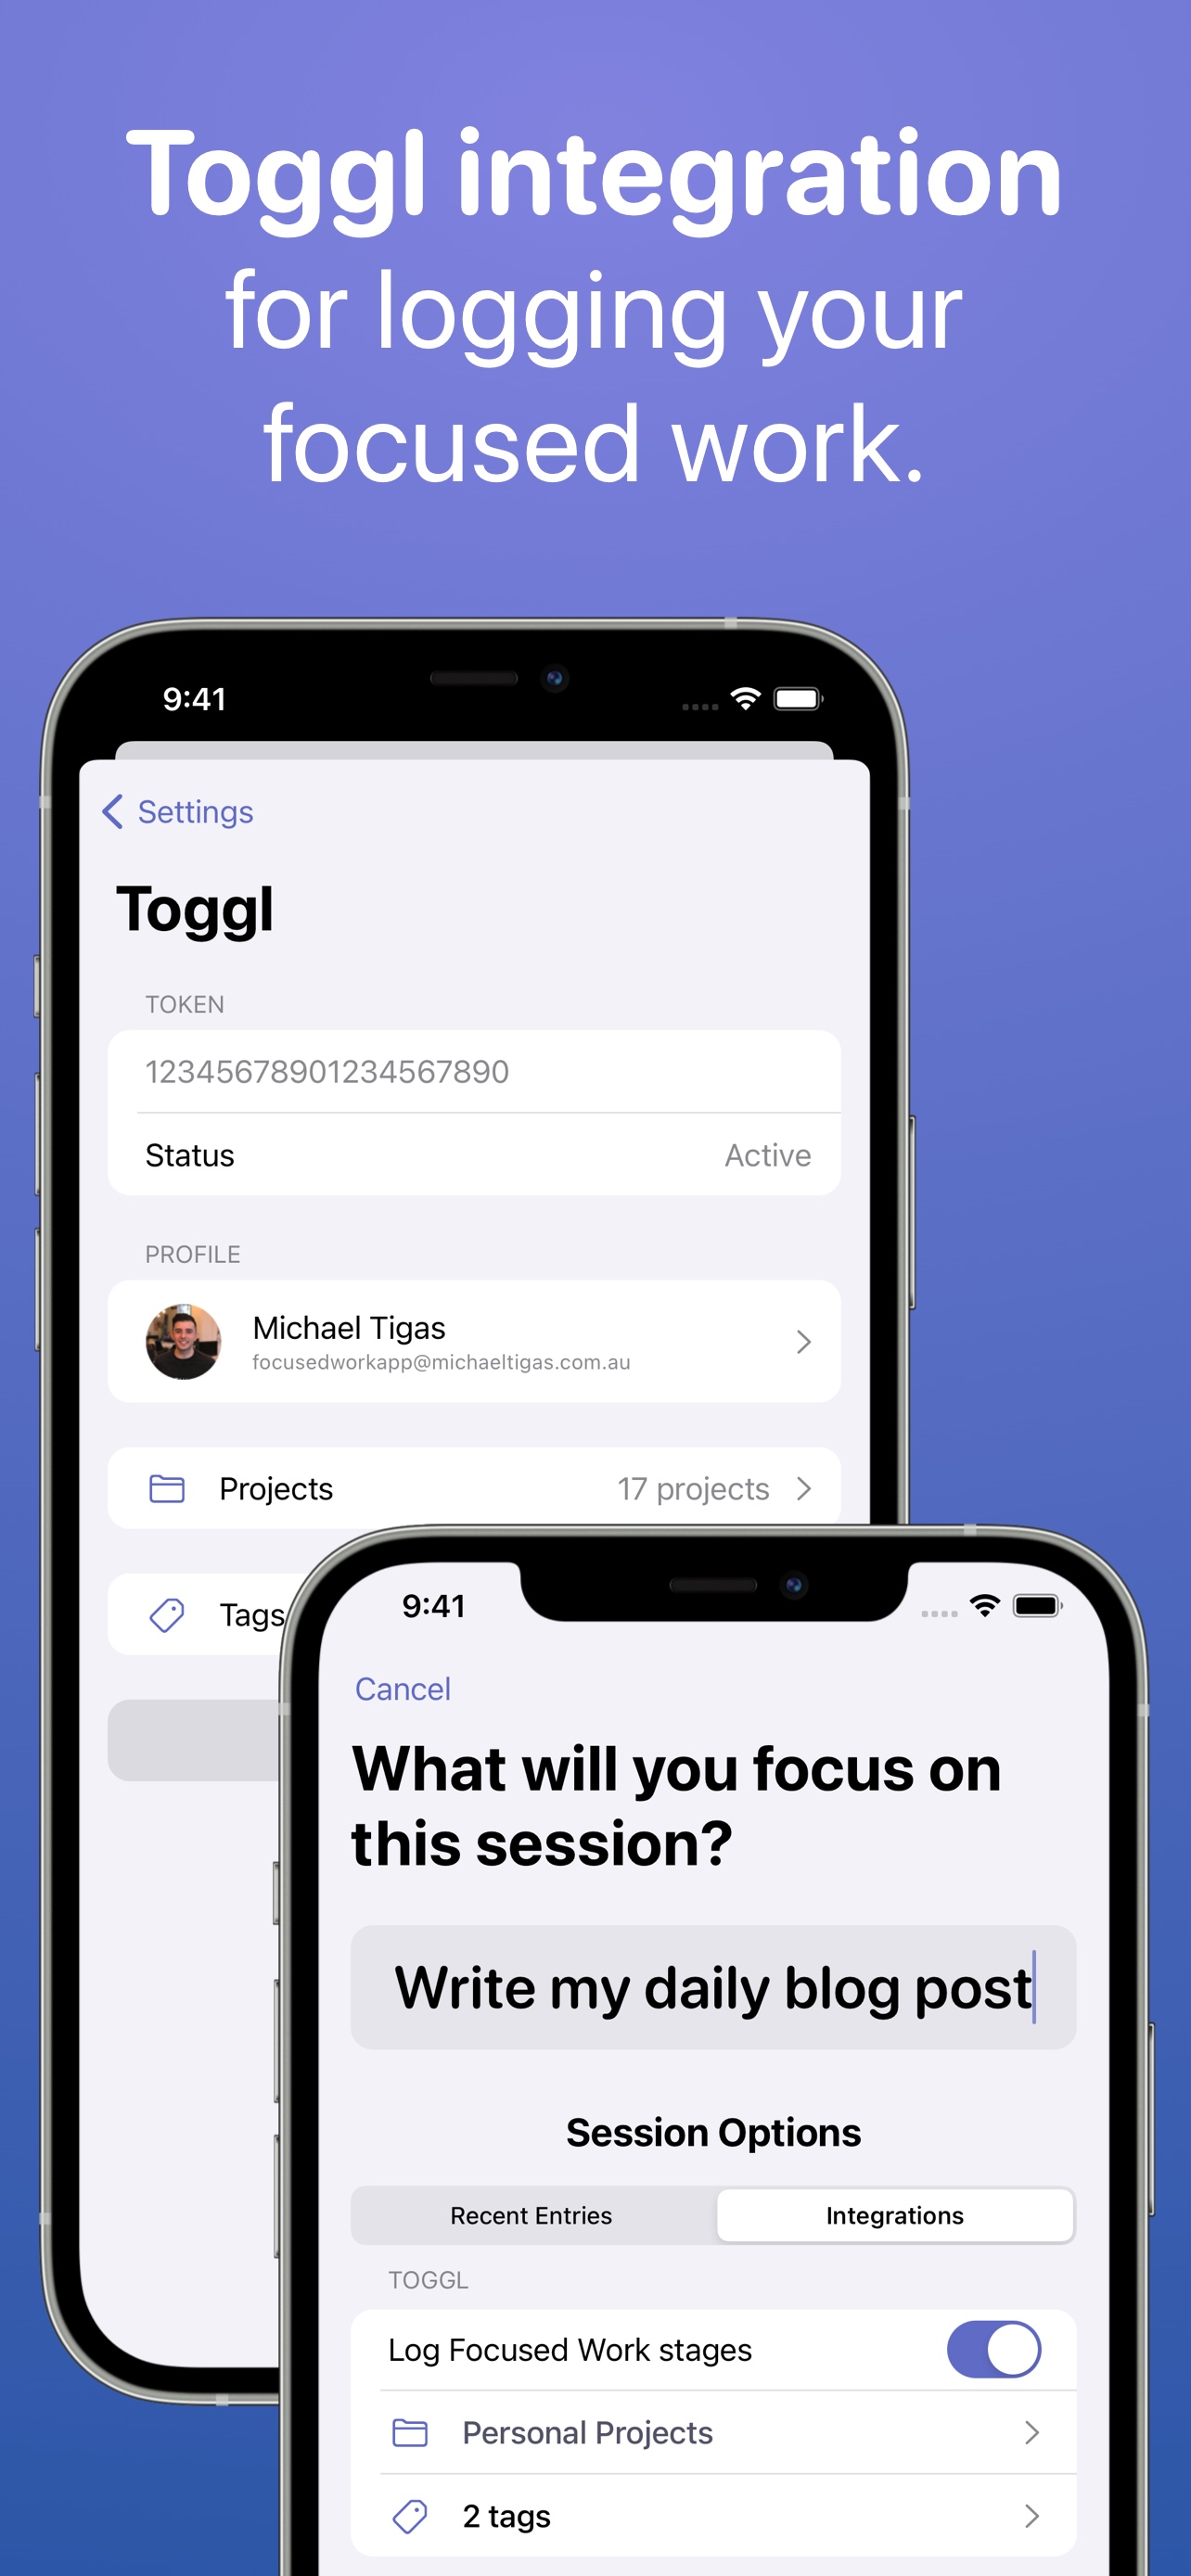 Toggl integration
for logging your
focused work.
9:41
Settings
Toggl
TOKEN
12345678901234567890
Status Active
PROFILE
Michael Tigas
focusedworkapp@michaeltigas.com.au
Projects 17 projects
Tags
9:41
Cancel
What will you focus on
this session?
Write my daily blog post
Session Options
Recent Entries Integrations
TOGGL
Log Focused Work stages
Personal Projects
2 tags